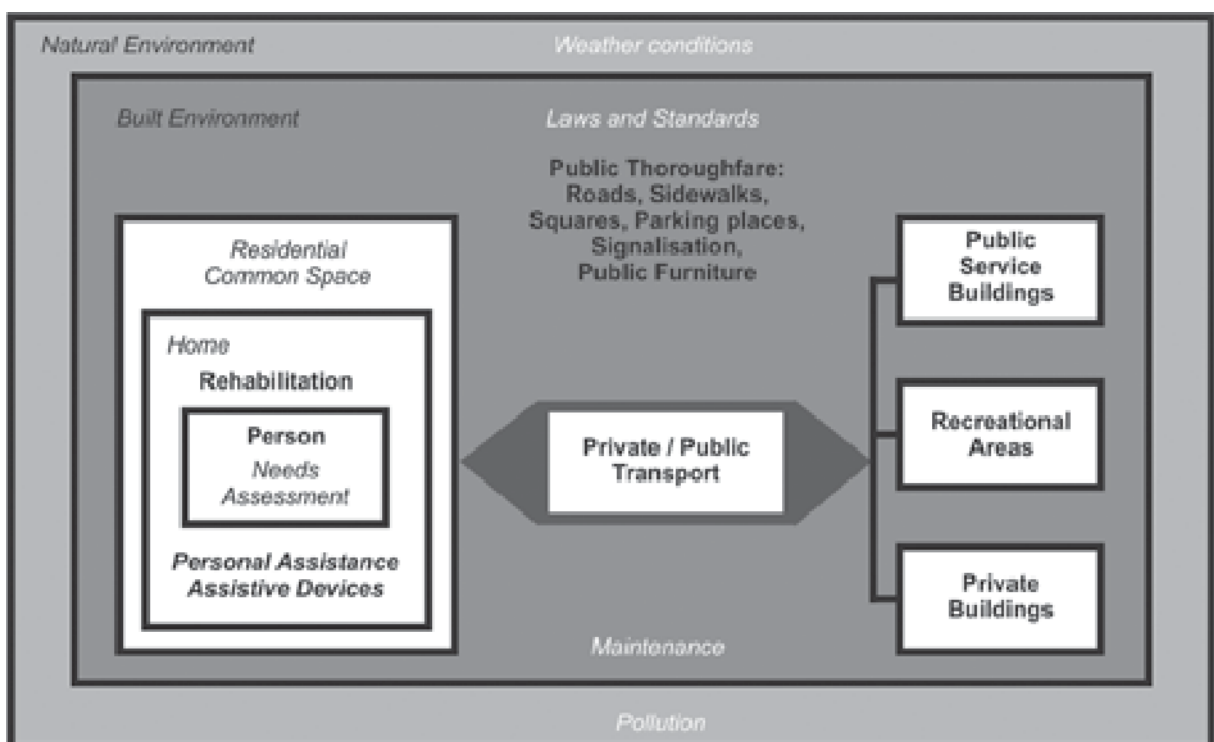 Natural Environment
Weather conditions
Built Environment
Laws and Standards
Public Thoroughfare:
Roads, Sidewalks,
Squares, Parking places,
Signalisation,
Public Furniture
Residential
Common Space
Home
Rehabilitation
Person
Needs
Assessment
Personal Assistance
Assistive Devices
Private / Public
Transport
Public
Service
Buildings
Recreational
Areas
Private
Buildings
Maintenance
Pollution